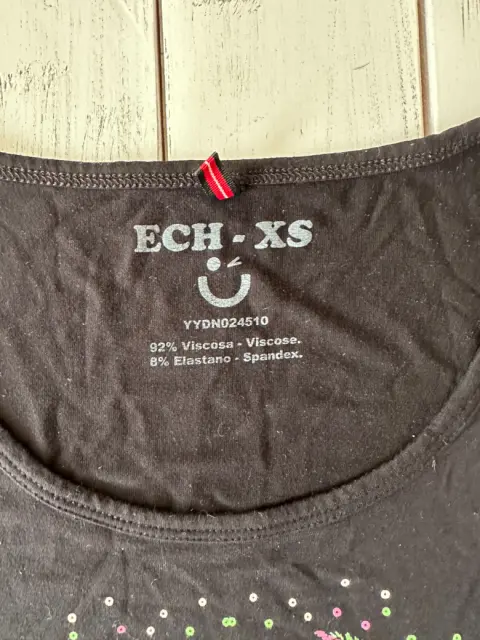 ECH - XS
YYDN024510
92% Viscosa - Viscose.
8% Elastano - Spandex.